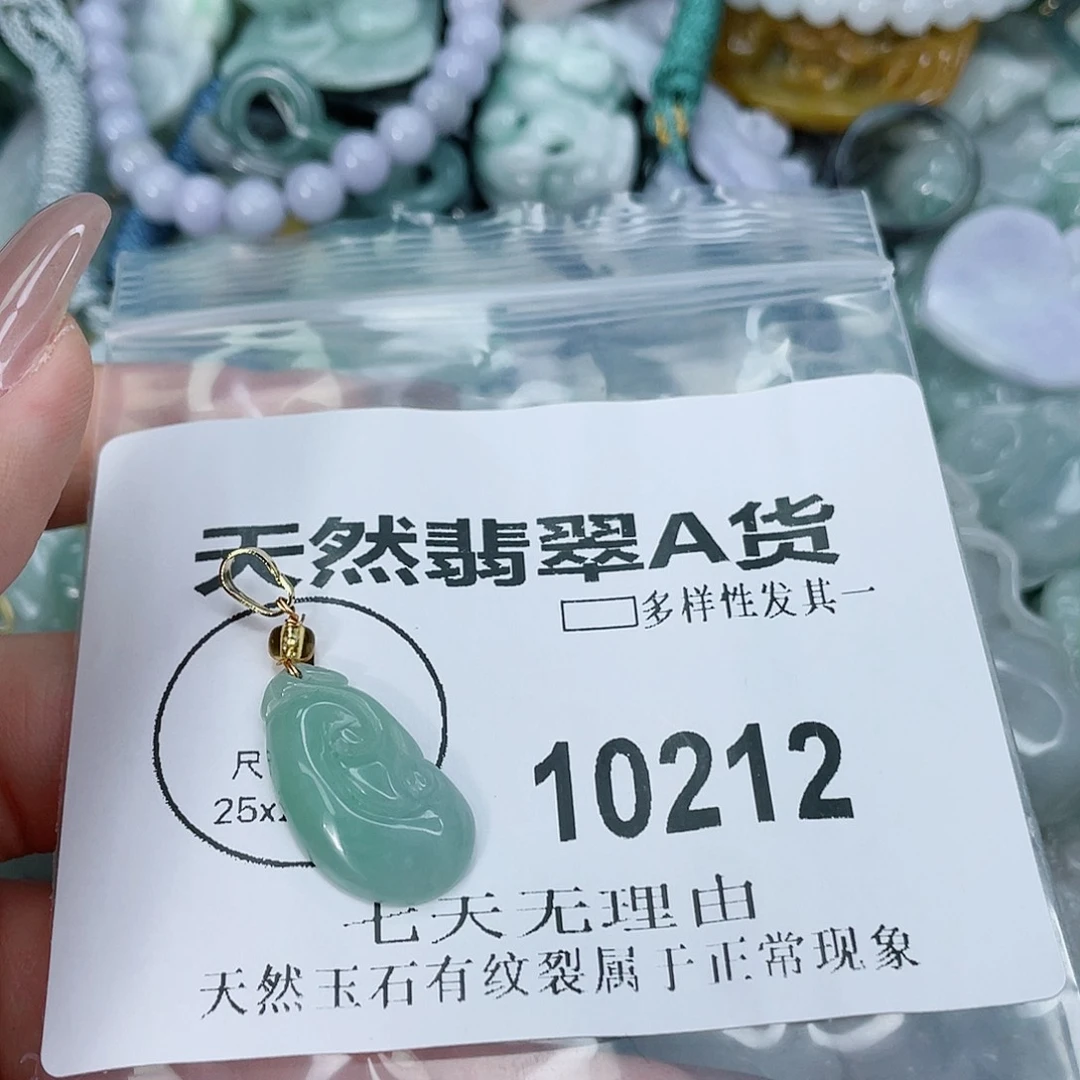 天然翡翠A货
多样性发其一
尺
25x
10212
七天无理由
天然玉石有纹裂属于正常现象